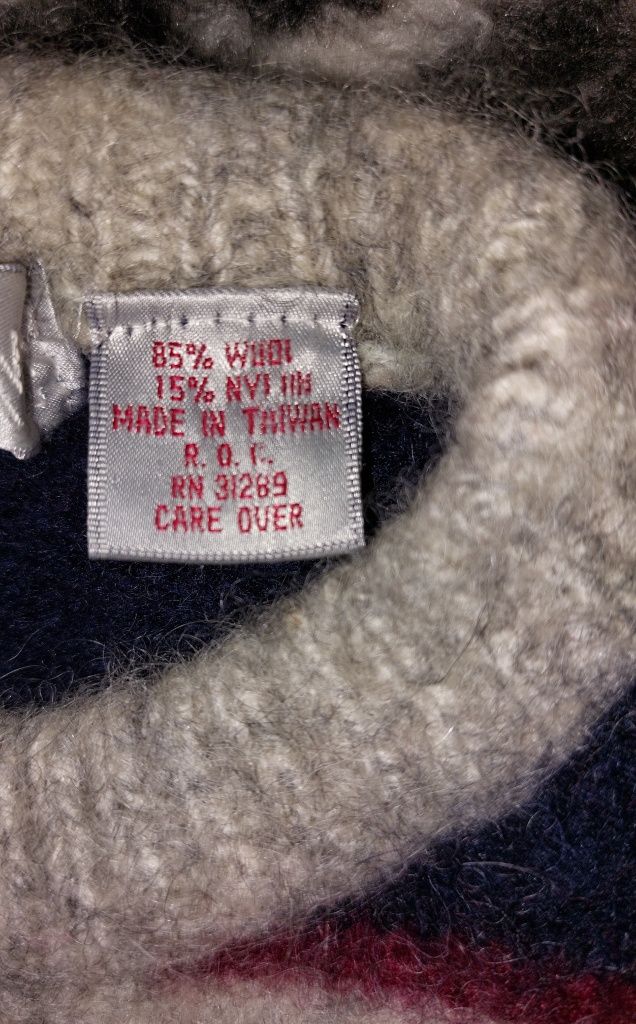 85% WOOL
15% NYLON
MADE IN TAIWAN
R. O. C.
RN 31289
CARE OVER